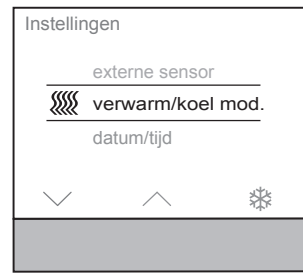 Instellingen
externe sensor
verwarm/koel mod.
datum/tijd